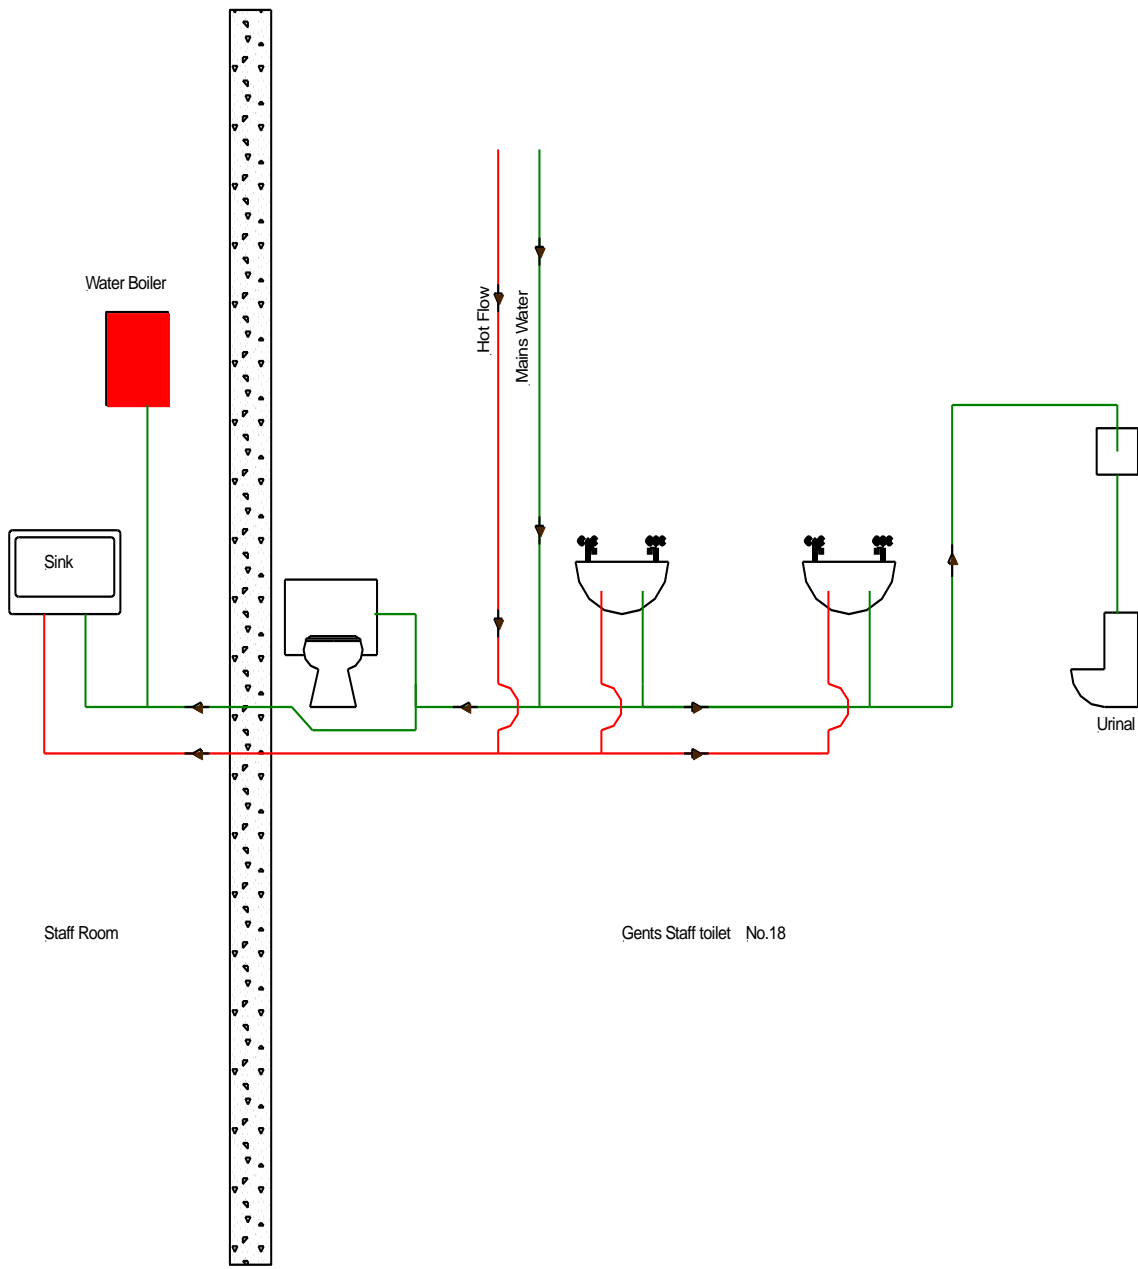 Water Boiler
Hot Flow
Mains Water
Sink
Urinal
Staff Room
Gents Staff toilet No.18